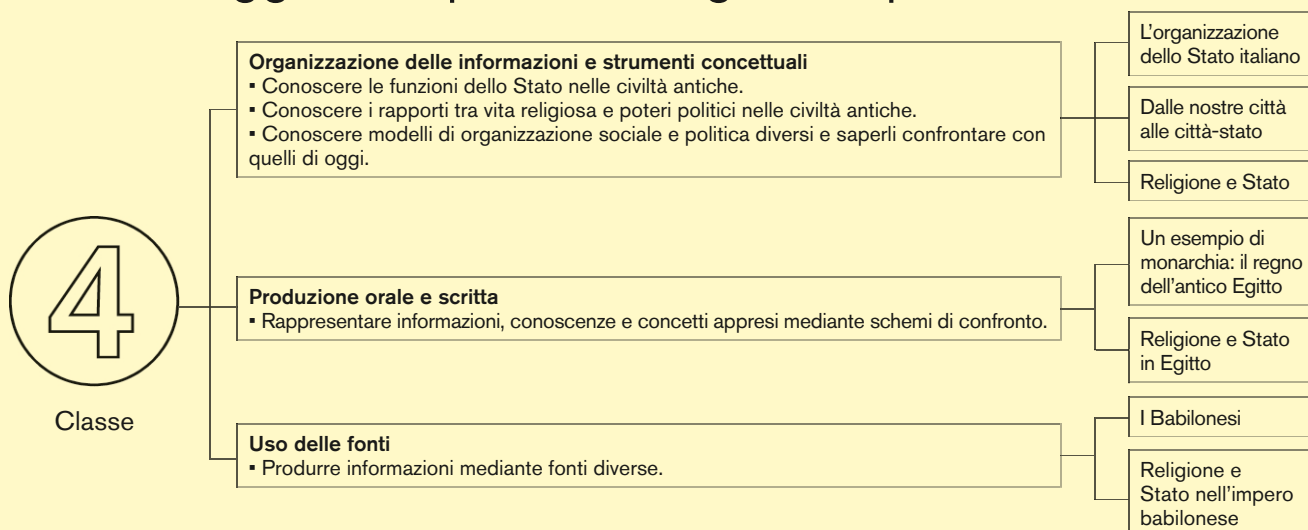 Organizzazione delle informazioni e strumenti concettuali
▪ Conoscere le funzioni dello Stato nelle civiltà antiche.
▪ Conoscere i rapporti tra vita religiosa e poteri politici nelle civiltà antiche.
▪ Conoscere modelli di organizzazione sociale e politica diversi e saperli confrontare con
quelli di oggi.
L'organizzazione
dello Stato italiano
Dalle nostre città
alle città-stato
Religione e Stato
4
Classe
Produzione orale e scritta
▪ Rappresentare informazioni, conoscenze e concetti appresi mediante schemi di confronto.
Un esempio di
monarchia: il regno
dell'antico Egitto
Religione e Stato
in Egitto
Uso delle fonti
▪ Produrre informazioni mediante fonti diverse.
I Babilonesi
Religione e
Stato nell'impero
babilonese